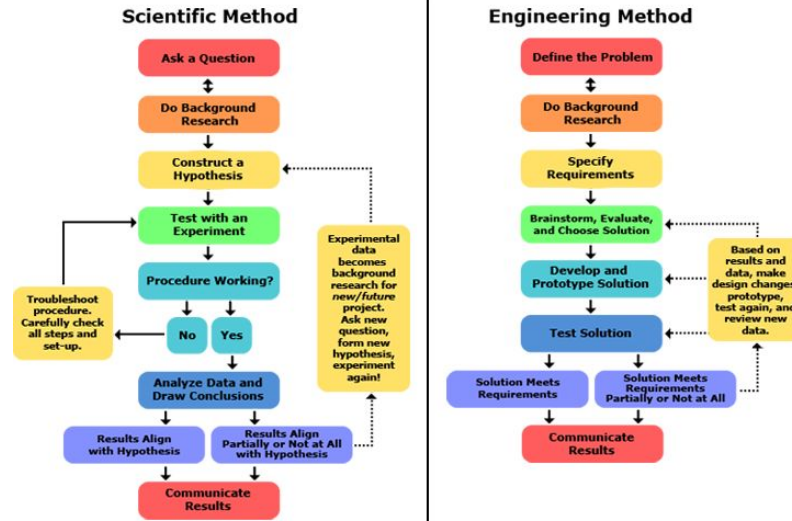 Scientific Method
Ask a Question
Do Background
Research
Construct a
Hypothesis
Test with an
Experiment
Procedure Working?
No
Yes
Troubleshoot
procedure.
Carefully check
all steps and
set-up.
Analyze Data and
Draw Conclusions
Results Align
with Hypothesis
Results Align
Partially or Not at All
with Hypothesis
Experimental
data
becomes
background
research for
new/future
project.
Ask new
question,
form new
hypothesis,
experiment
again!
Communicate
Results
Engineering Method
Define the Problem
Do Background
Research
Specify
Requirements
Brainstorm, Evaluate,
and Choose Solution
Develop and
Prototype Solution
Test Solution
Based on
results and
data, make
design changes,
prototype,
test again, and
review new
data.
Solution Meets
Requirements
Solution Meets
Requirements
Partially or Not at All
Communicate
Results